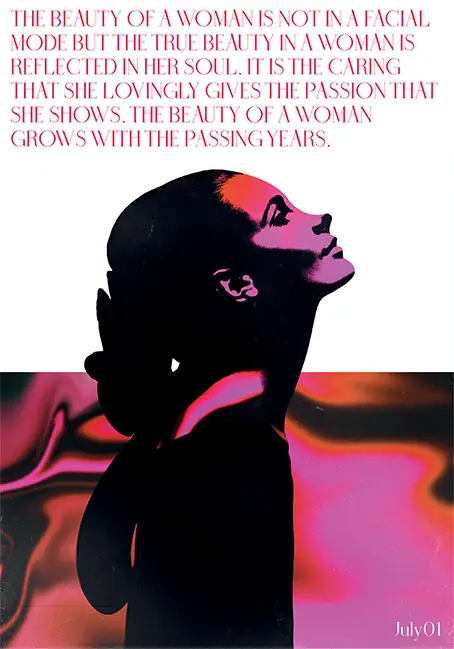 THE BEAUTY OF A WOMAN IS NOT IN A FACIAL
MODE BUT THE TRUE BEAUTY IN A WOMAN IS
REFLECTED IN HER SOUL. IT IS THE CARING
THAT SHE LOVINGLY GIVES THE PASSION THAT
SHE SHOWS. THE BEAUTY OF A WOMAN
GROWS WITH THE PASSING YEARS.
July01